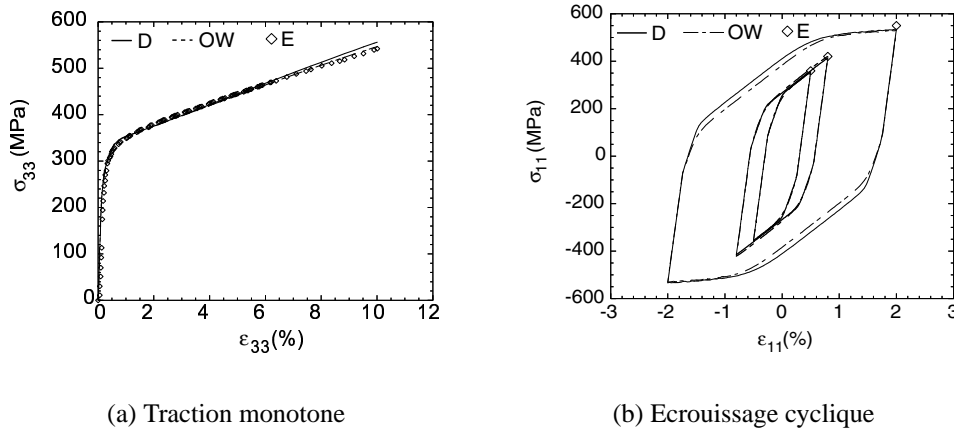 600
D OW E
500
400
300
200
100
0
σ33 (MPa)
0 2 4 6 8 10 12
ε33(%)
(a) Traction monotone
600
D OW E
400
200
0
-200
-400
-600
σ11 (MPa)
-3 -2 -1 0 1 2 3
ε11(%)
(b) Ecrouissage cyclique